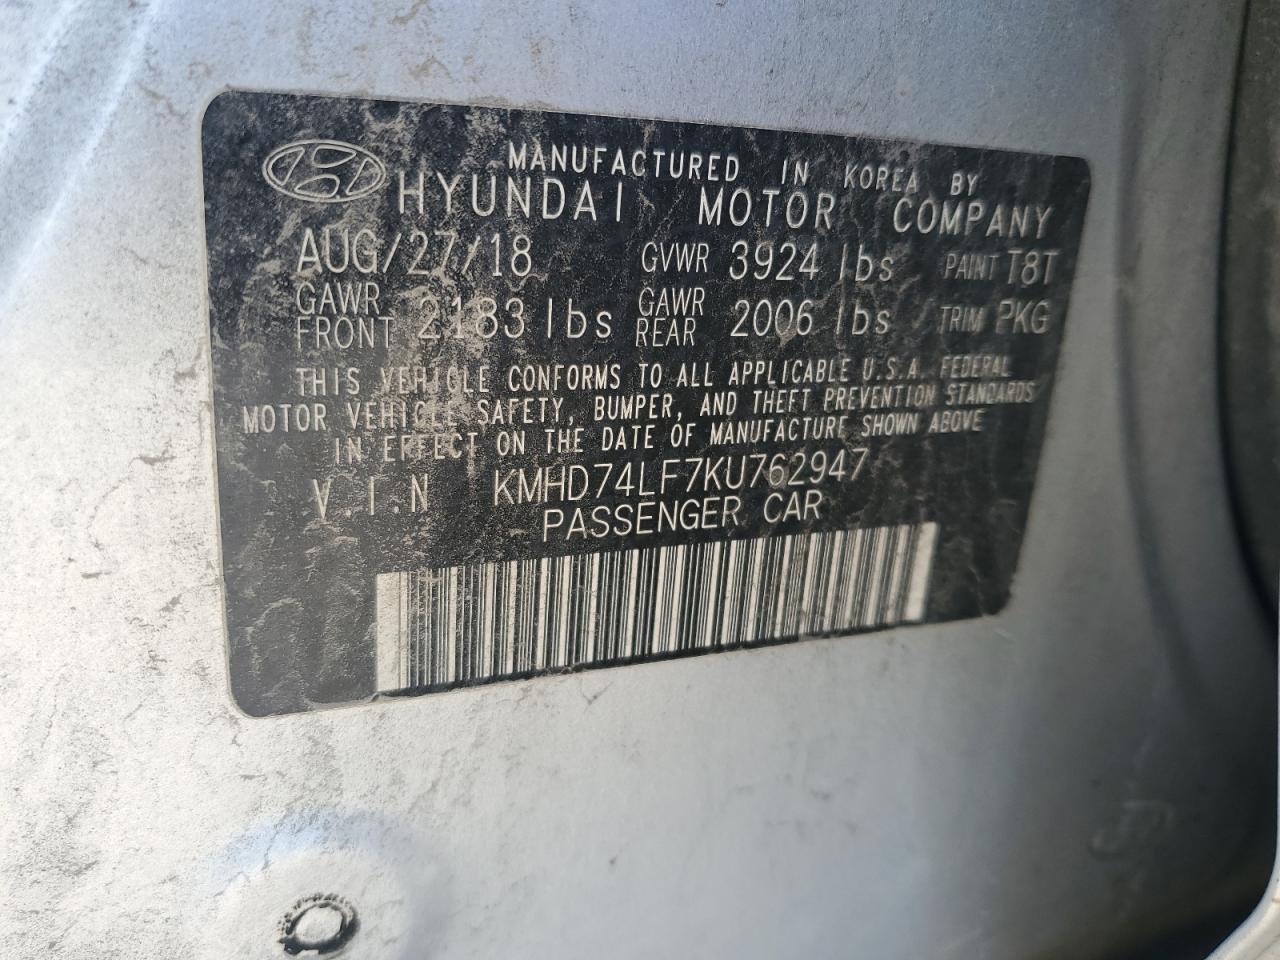 MANUFACTURED IN KOREA BY
HYUNDAI MOTOR COMPANY
AUG/27/18 GVWR 3924 lbs PAINT T8T
GAWR FRONT 2183 lbs GAWR REAR 2006 lbs TRIM PKG
THIS VEHICLE CONFORMS TO ALL APPLICABLE U.S.A. FEDERAL
MOTOR VEHICLE SAFETY, BUMPER, AND THEFT PREVENTION STANDARDS
IN EFFECT ON THE DATE OF MANUFACTURE SHOWN ABOVE
V.I.N KMHD74LF7KU762947
PASSENGER CAR